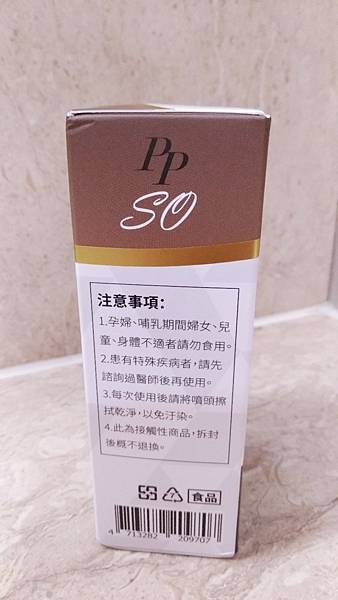 PP
SO
注意事項:
1.孕婦、哺乳期間婦女、兒
童、身體不適者請勿食用。
2.患有特殊疾病者,請先
諮詢過醫師後再使用。
3.每次使用後請將噴頭擦
拭乾淨,以免汙染。
4.此為接觸性商品,拆封
後概不退換。
食品
4 713282 209707